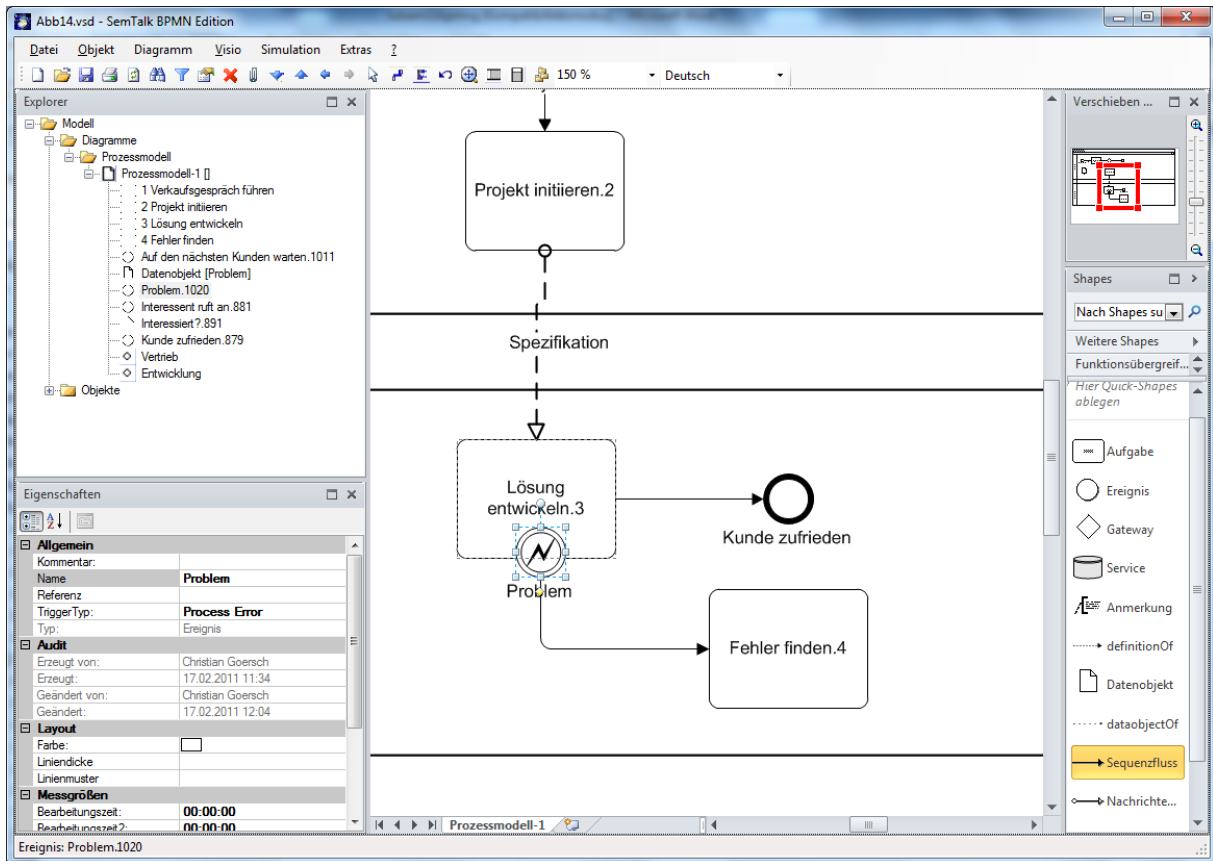 Abb14.vsd - SemTalk BPMN Edition
Datei Objekt Diagramm Visio Simulation Extras ?
150 % Deutsch
Explorer
Modell
Diagramme
Prozessmodell
Prozessmodell-1 []
1 Verkaufsgespräch führen
2 Projekt initiieren
3 Lösung entwickeln
4 Fehler finden
Auf den nächsten Kunden warten.1011
Datenobjekt [Problem]
Problem.1020
Interessent ruft an.881
Interessiert?.891
Kunde zufrieden.879
Vertrieb
Entwicklung
Objekte
Eigenschaften
Allgemein
Kommentar:
Name Problem
Referenz
TriggerTyp: Process Error
Typ: Ereignis
Audit
Erzeugt von: Christian Goersch
Erzeugt: 17.02.2011 11:34
Geändert von: Christian Goersch
Geändert: 17.02.2011 12:04
Layout
Farbe:
Liniendicke
Linienmuster
Messgrößen
Bearbeitungszeit: 00:00:00
Bearbeitungszeit2: 00:00:00
Projekt initiieren.2
Spezifikation
Lösung
entwickeln.3
Problem
Kunde zufrieden
Fehler finden.4
Prozessmodell-1
Verschieben ...
Shapes
Nach Shapes su
Weitere Shapes
Funktionsübergreif...
Hier Quick-Shapes
ablegen
Aufgabe
Ereignis
Gateway
Service
Anmerkung
definitionOf
Datenobjekt
dataobjectOf
Sequenzfluss
Nachrichte...
Ereignis: Problem.1020